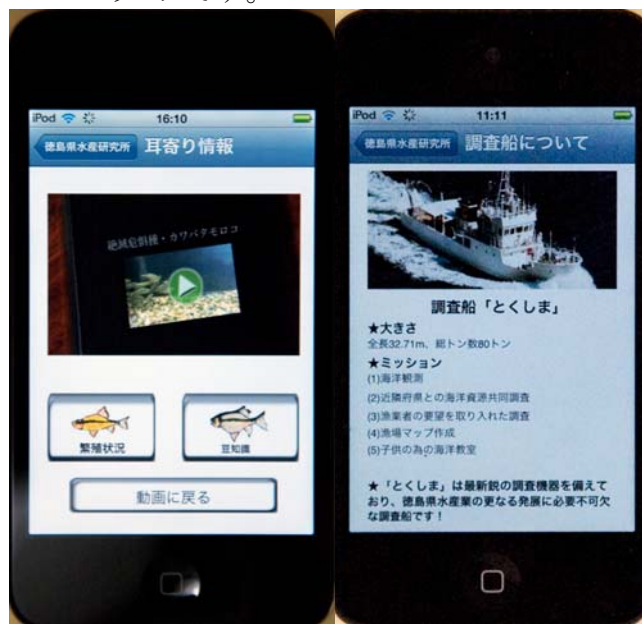 iPod 16:10
徳島県水産研究所 耳寄り情報
絶滅危惧種・カワバタモロコ
繁殖状況
豆知識
動画に戻る
iPod 11:11
徳島県水産研究所 調査船について
調査船「とくしま」
★大きさ
全長32.71m、総トン数80トン
★ミッション
(1)海洋観測
(2)近隣府県との海洋資源共同調査
(3)漁業者の要望を取り入れた調査
(4)漁場マップ作成
(5)子供の為の海洋教室
★「とくしま」は最新鋭の調査機器を備えて
おり、徳島県水産業の更なる発展に必要不可欠
な調査船です！